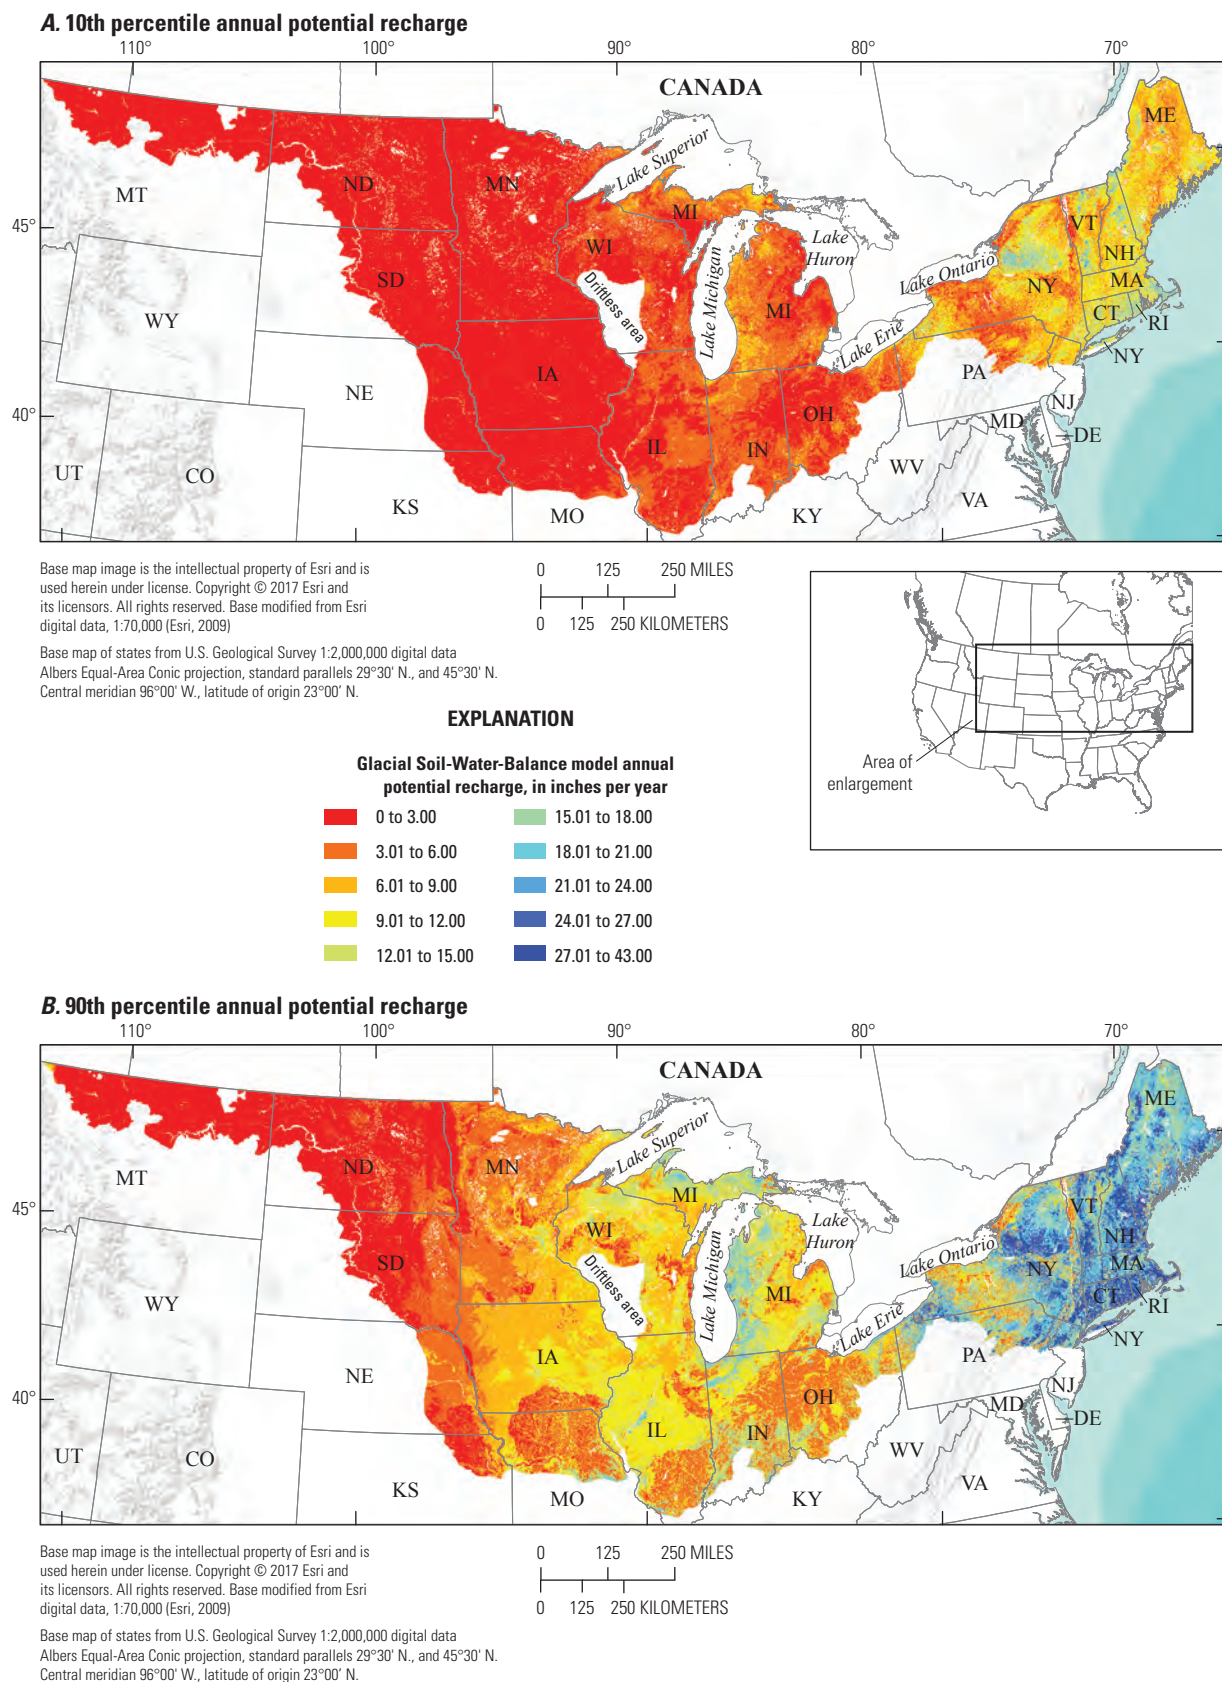 A. 10th percentile annual potential recharge
110° 100° 90° 80° 70°
CANADA
ME
Lake Superior
MT
ND
MN
MI
VT
45°
WI
Lake Huron
NH
Lake Michigan
Lake Ontario
NY
MA
SD
Driftless area
MI
CT
RI
WY
Lake Erie
NY
IA
PA
NE
NJ
40°
OH
MD
DE
IL
IN
UT
CO
WV
VA
KS
MO
KY
Base map image is the intellectual property of Esri and is
used herein under license. Copyright © 2017 Esri and
its licensors. All rights reserved. Base modified from Esri
digital data, 1:70,000 (Esri, 2009)
Base map of states from U.S. Geological Survey 1:2,000,000 digital data
Albers Equal-Area Conic projection, standard parallels 29°30' N., and 45°30' N.
Central meridian 96°00' W., latitude of origin 23°00' N.
0 125 250 MILES
0 125 250 KILOMETERS
Area of
enlargement
EXPLANATION
Glacial Soil-Water-Balance model annual
potential recharge, in inches per year
0 to 3.00
3.01 to 6.00
6.01 to 9.00
9.01 to 12.00
12.01 to 15.00
15.01 to 18.00
18.01 to 21.00
21.01 to 24.00
24.01 to 27.00
27.01 to 43.00
B. 90th percentile annual potential recharge
110° 100° 90° 80° 70°
CANADA
ME
Lake Superior
MT
ND
MN
MI
VT
45°
WI
Lake Huron
NH
Lake Michigan
Lake Ontario
NY
MA
SD
Driftless area
MI
CT
RI
WY
Lake Erie
NY
IA
PA
NE
NJ
40°
OH
MD
DE
IL
IN
UT
CO
WV
VA
KS
MO
KY
Base map image is the intellectual property of Esri and is
used herein under license. Copyright © 2017 Esri and
its licensors. All rights reserved. Base modified from Esri
digital data, 1:70,000 (Esri, 2009)
Base map of states from U.S. Geological Survey 1:2,000,000 digital data
Albers Equal-Area Conic projection, standard parallels 29°30' N., and 45°30' N.
Central meridian 96°00' W., latitude of origin 23°00' N.
0 125 250 MILES
0 125 250 KILOMETERS